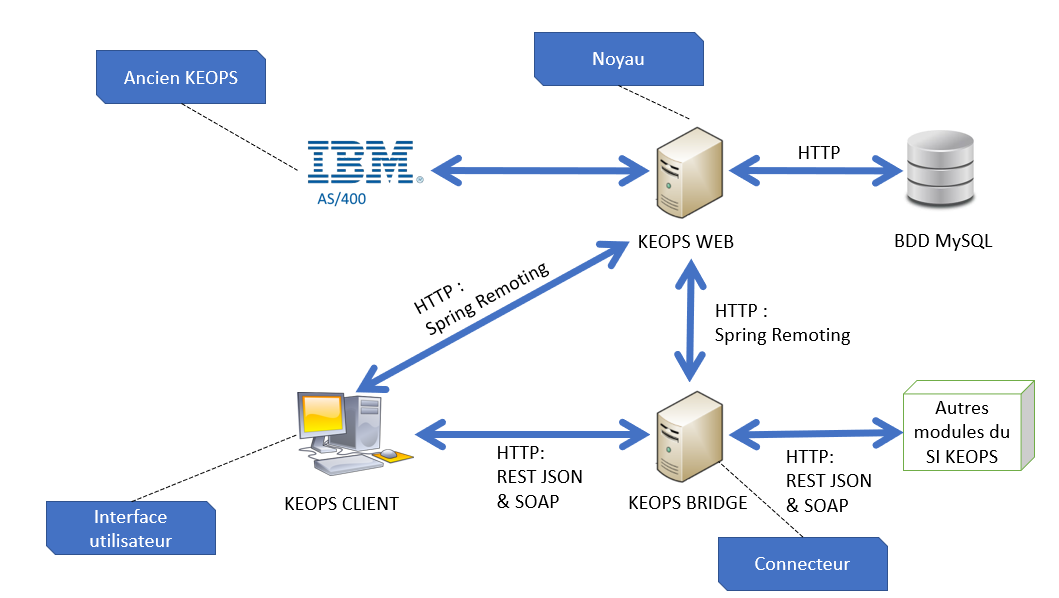 Noyau
Ancien KEOPS
IBM®
AS/400
HTTP
KEOPS WEB
BDD MySQL
HTTP :
Spring Remoting
HTTP :
Spring Remoting
Autres
modules du
SI KEOPS
HTTP:
REST JSON
& SOAP
HTTP:
REST JSON
& SOAP
KEOPS CLIENT
KEOPS BRIDGE
Interface
utilisateur
Connecteur